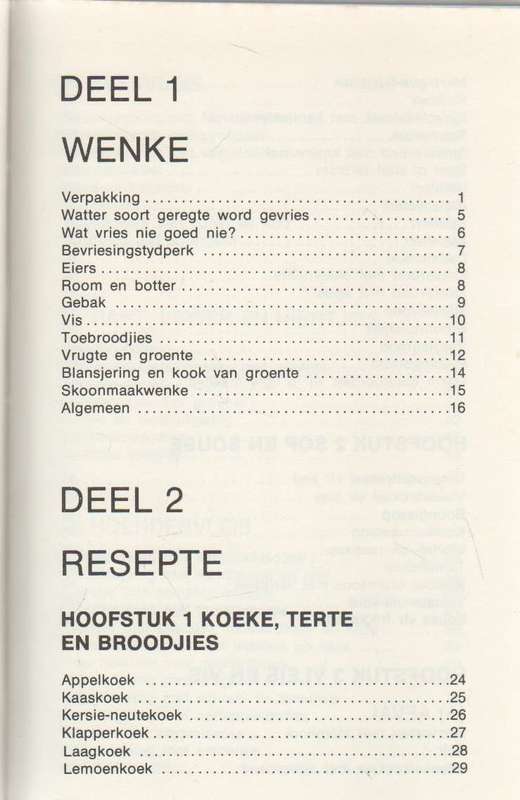 DEEL 1
WENKE
Verpakking ........................................ 1
Watter soort geregte word gevries .................. 5
Wat vries nie goed nie? ............................ 6
Bevriesingstydperk ................................. 7
Eiers .............................................. 8
Room en botter ..................................... 8
Gebak .............................................. 9
Vis ................................................ 10
Toebroodjies ....................................... 11
Vrugte en groente .................................. 12
Blansjering en kook van groente .................... 14
Skoonmaakwenke ..................................... 15
Algemeen ........................................... 16
DEEL 2
RESEPTE
HOOFSTUK 1 KOEKE, TERTE
EN BROODJIES
Appelkoek .......................................... 24
Kaaskoek ........................................... 25
Kersie-neutekoek ................................... 26
Klapperkoek ........................................ 27
Laagkoek ........................................... 28
Lemoenkoek ......................................... 29